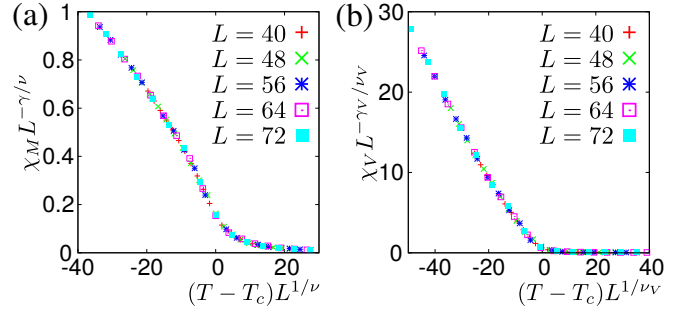 (a)
χ_M L^{-γ/ν}
1
0.8
0.6
0.4
0.2
0
-40
-20
0
20
(T − T_c)L^{1/ν}
L = 40
L = 48
L = 56
L = 64
L = 72
(b)
χ_V L^{-γ_V/ν_V}
30
20
10
0
-40
-20
0
20
40
(T − T_c)L^{1/ν_V}
L = 40
L = 48
L = 56
L = 64
L = 72